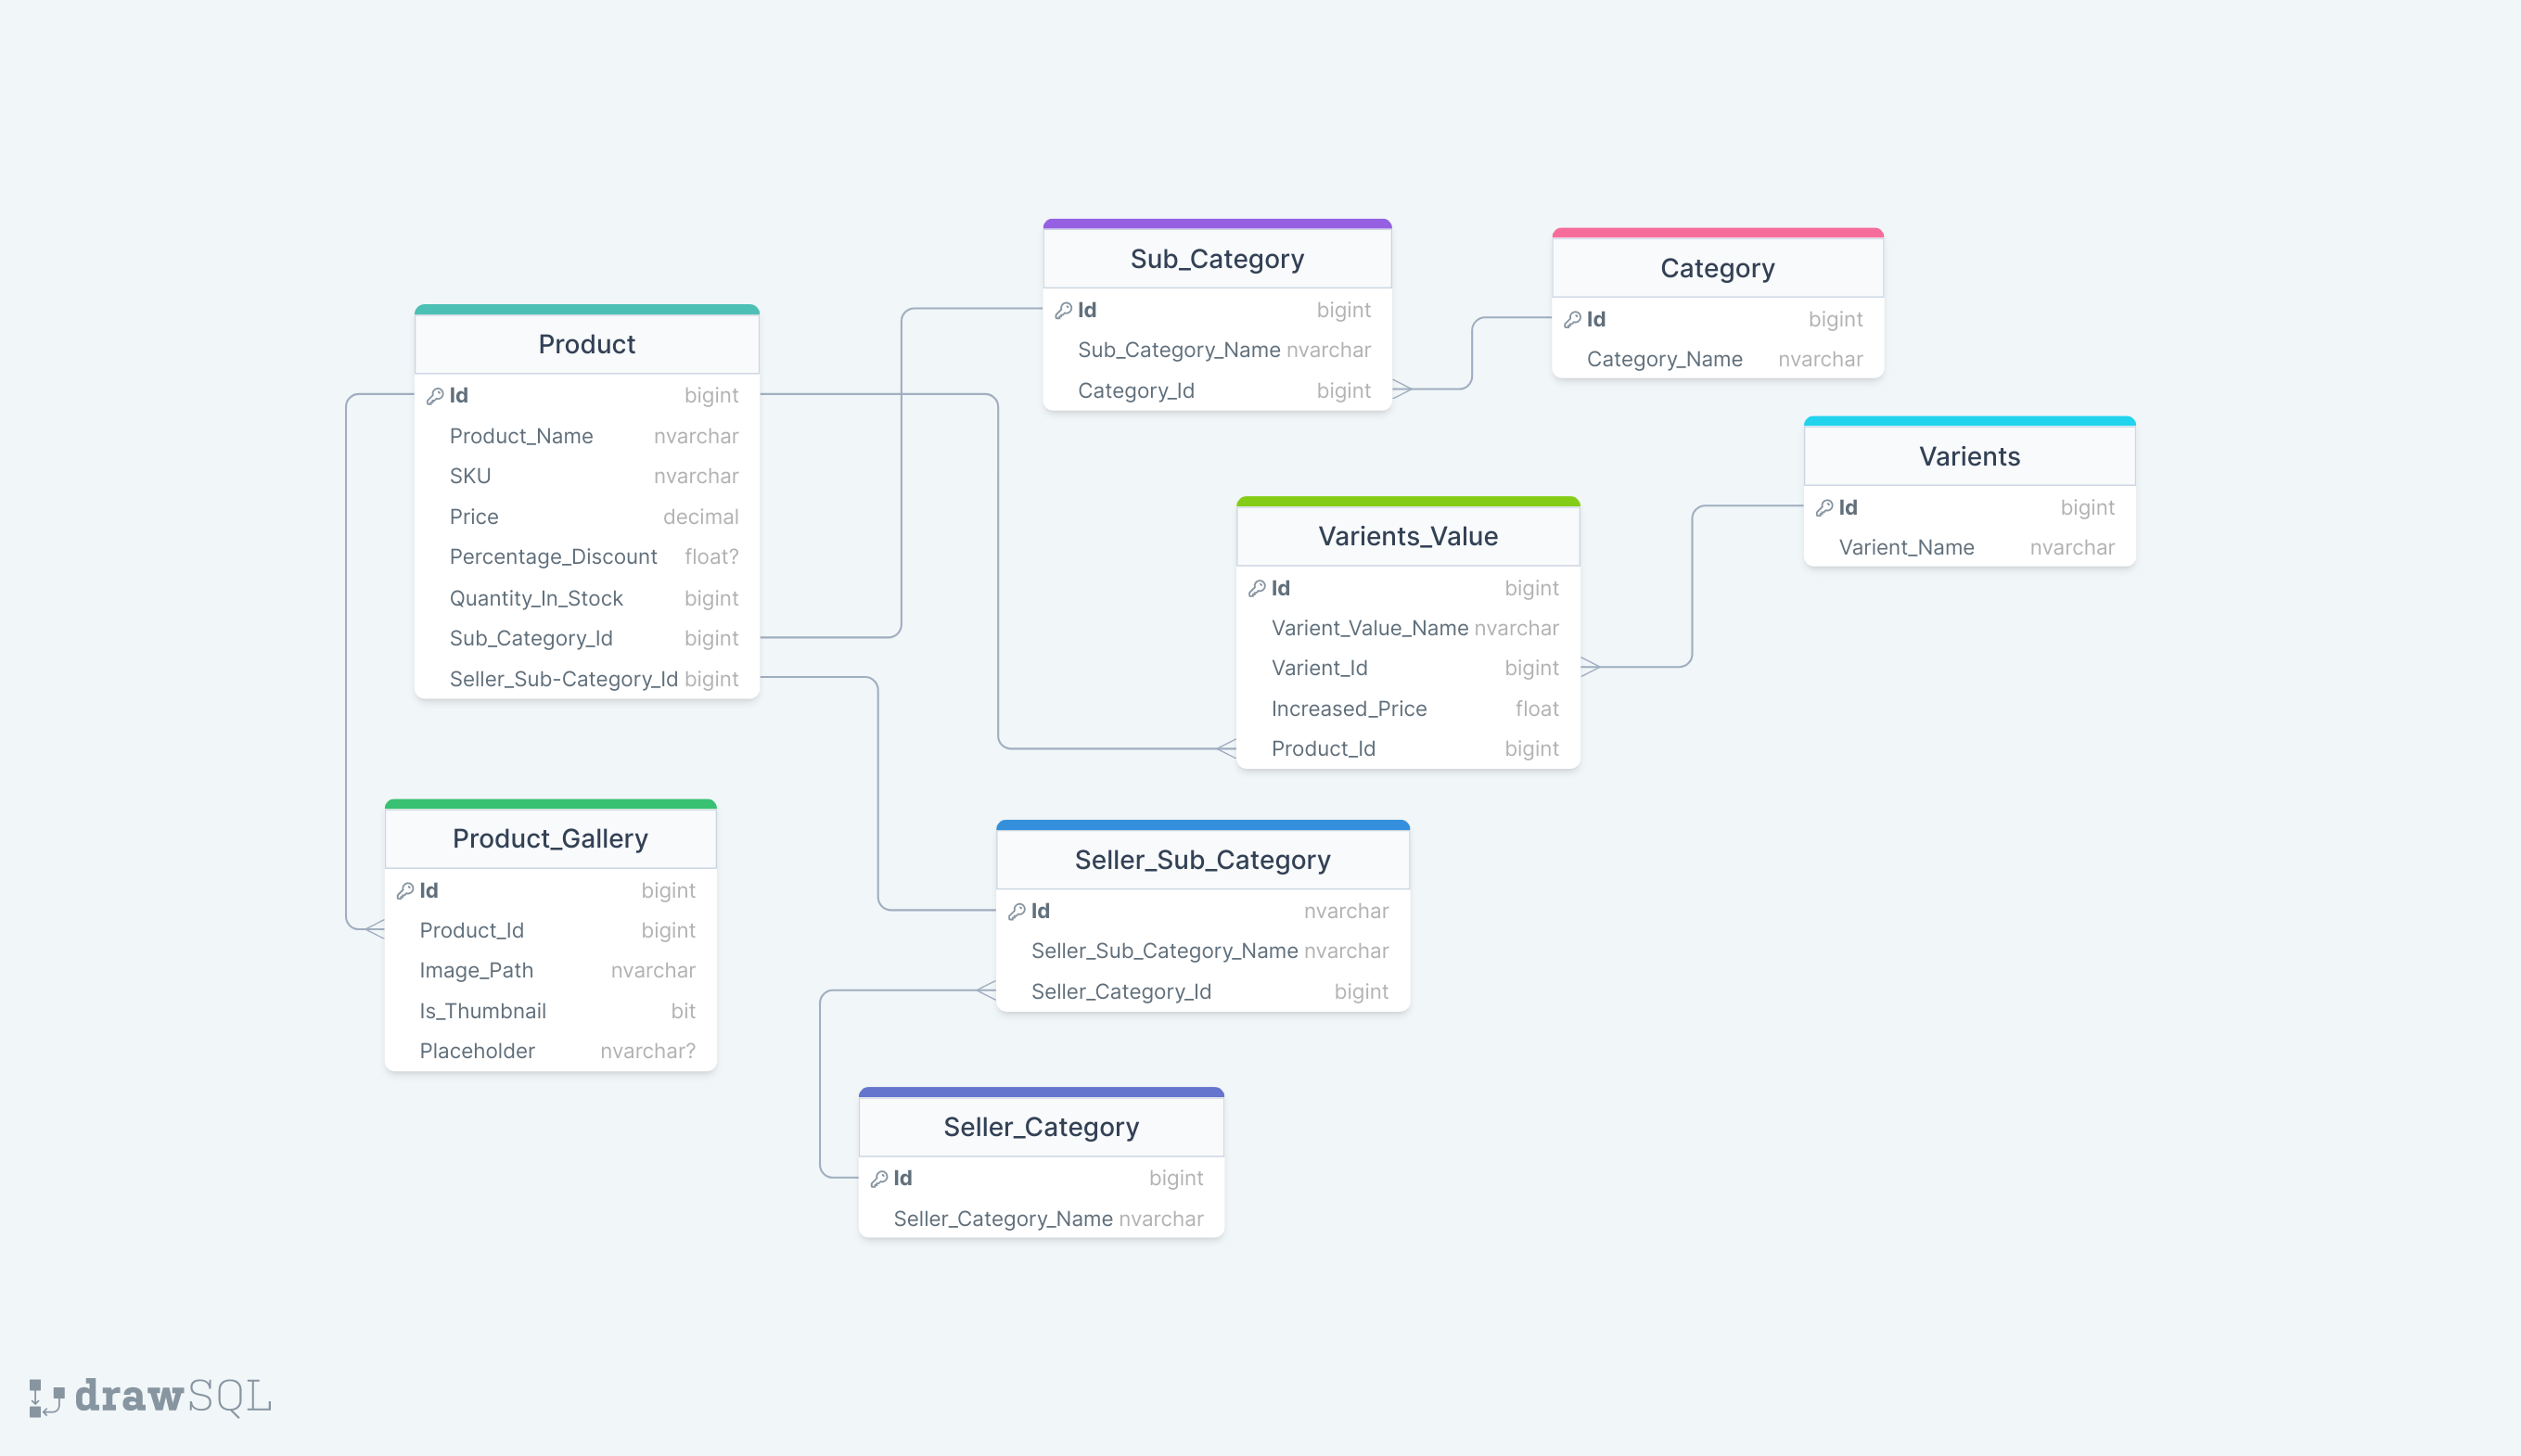 Product
Id bigint
Product_Name nvarchar
SKU nvarchar
Price decimal
Percentage_Discount float?
Quantity_In_Stock bigint
Sub_Category_Id bigint
Seller_Sub-Category_Id bigint
Sub_Category
Id bigint
Sub_Category_Name nvarchar
Category_Id bigint
Category
Id bigint
Category_Name nvarchar
Varients
Id bigint
Varient_Name nvarchar
Varients_Value
Id bigint
Varient_Value_Name nvarchar
Varient_Id bigint
Increased_Price float
Product_Id bigint
Product_Gallery
Id bigint
Product_Id bigint
Image_Path nvarchar
Is_Thumbnail bit
Placeholder nvarchar?
Seller_Sub_Category
Id nvarchar
Seller_Sub_Category_Name nvarchar
Seller_Category_Id bigint
Seller_Category
Id bigint
Seller_Category_Name nvarchar
drawSQL